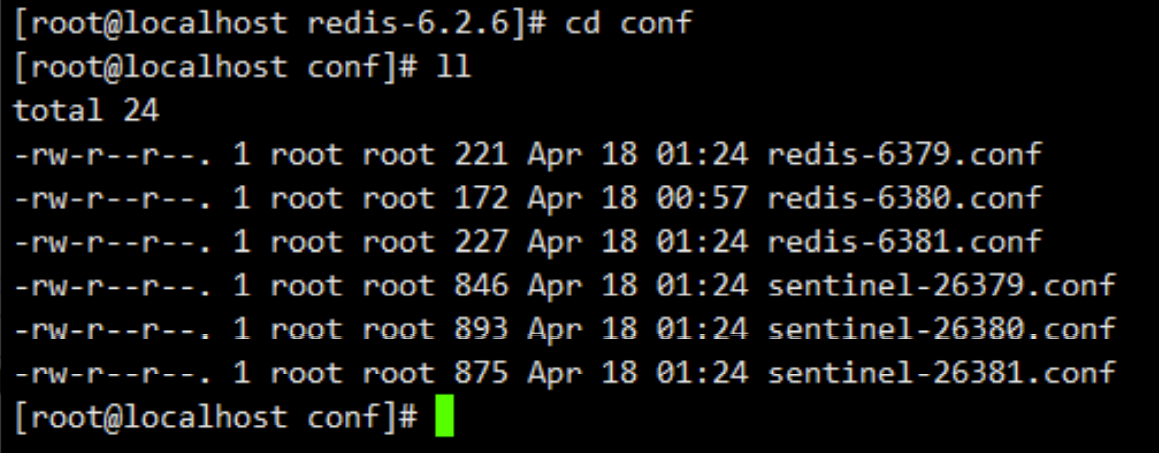 [root@localhost redis-6.2.6]# cd conf
[root@localhost conf]# ll
total 24
-rw-r--r--. 1 root root 221 Apr 18 01:24 redis-6379.conf
-rw-r--r--. 1 root root 172 Apr 18 00:57 redis-6380.conf
-rw-r--r--. 1 root root 227 Apr 18 01:24 redis-6381.conf
-rw-r--r--. 1 root root 846 Apr 18 01:24 sentinel-26379.conf
-rw-r--r--. 1 root root 893 Apr 18 01:24 sentinel-26380.conf
-rw-r--r--. 1 root root 875 Apr 18 01:24 sentinel-26381.conf
[root@localhost conf]#